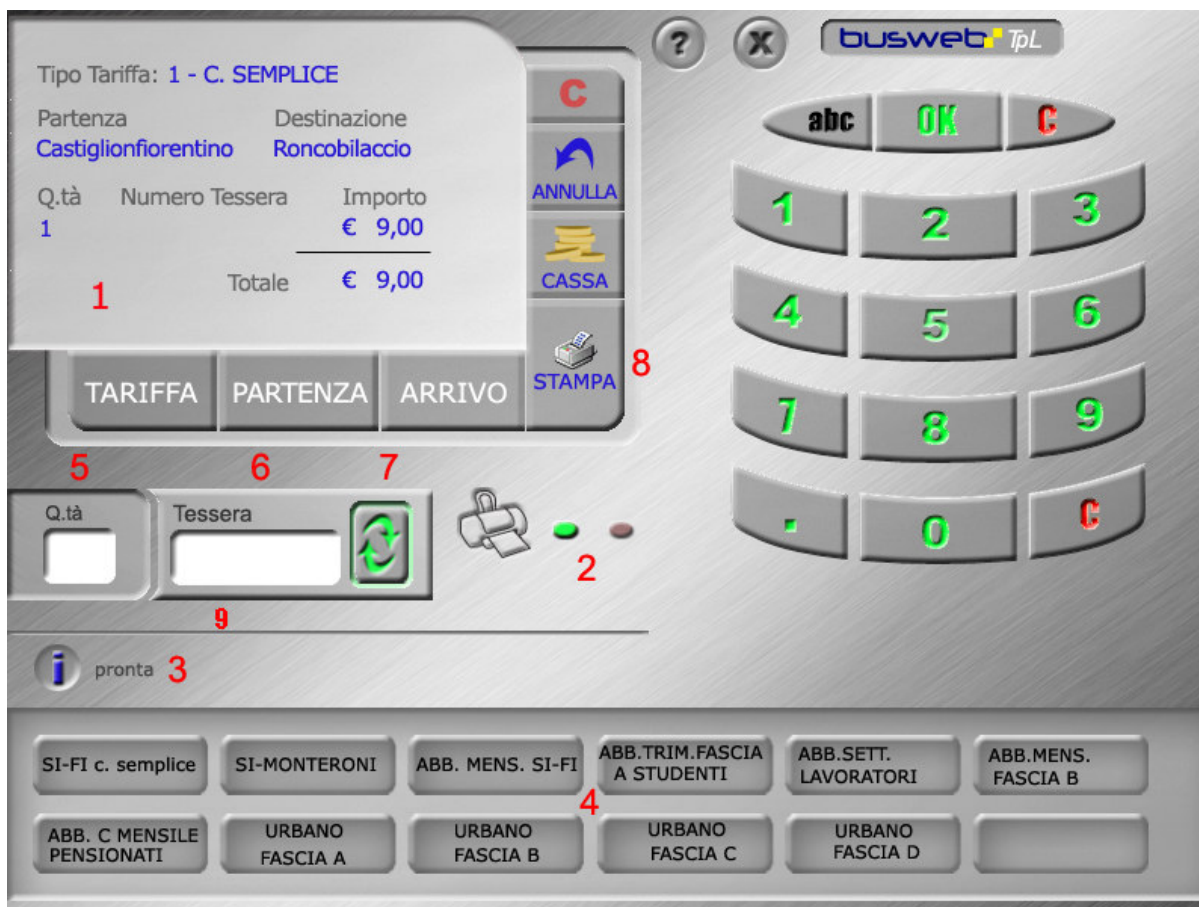 Tipo Tariffa: 1 - C. SEMPLICE
Partenza Destinazione
Castiglionfiorentino Roncobilaccio
Q.tà Numero Tessera Importo
1 € 9,00
Totale € 9,00
1
C
ANNULLA
CASSA
STAMPA
8
TARIFFA PARTENZA ARRIVO
5 6 7
? X busweb TpL
abc OK C
1 2 3
4 5 6
7 8 9
. 0 C
Q.tà Tessera
2
9
i pronta 3
SI-FI c. semplice
SI-MONTERONI
ABB. MENS. SI-FI
ABB.TRIM.FASCIA
A STUDENTI
ABB.SETT.
LAVORATORI
ABB.MENS.
FASCIA B
4
ABB. C MENSILE
PENSIONATI
URBANO
FASCIA A
URBANO
FASCIA B
URBANO
FASCIA C
URBANO
FASCIA D